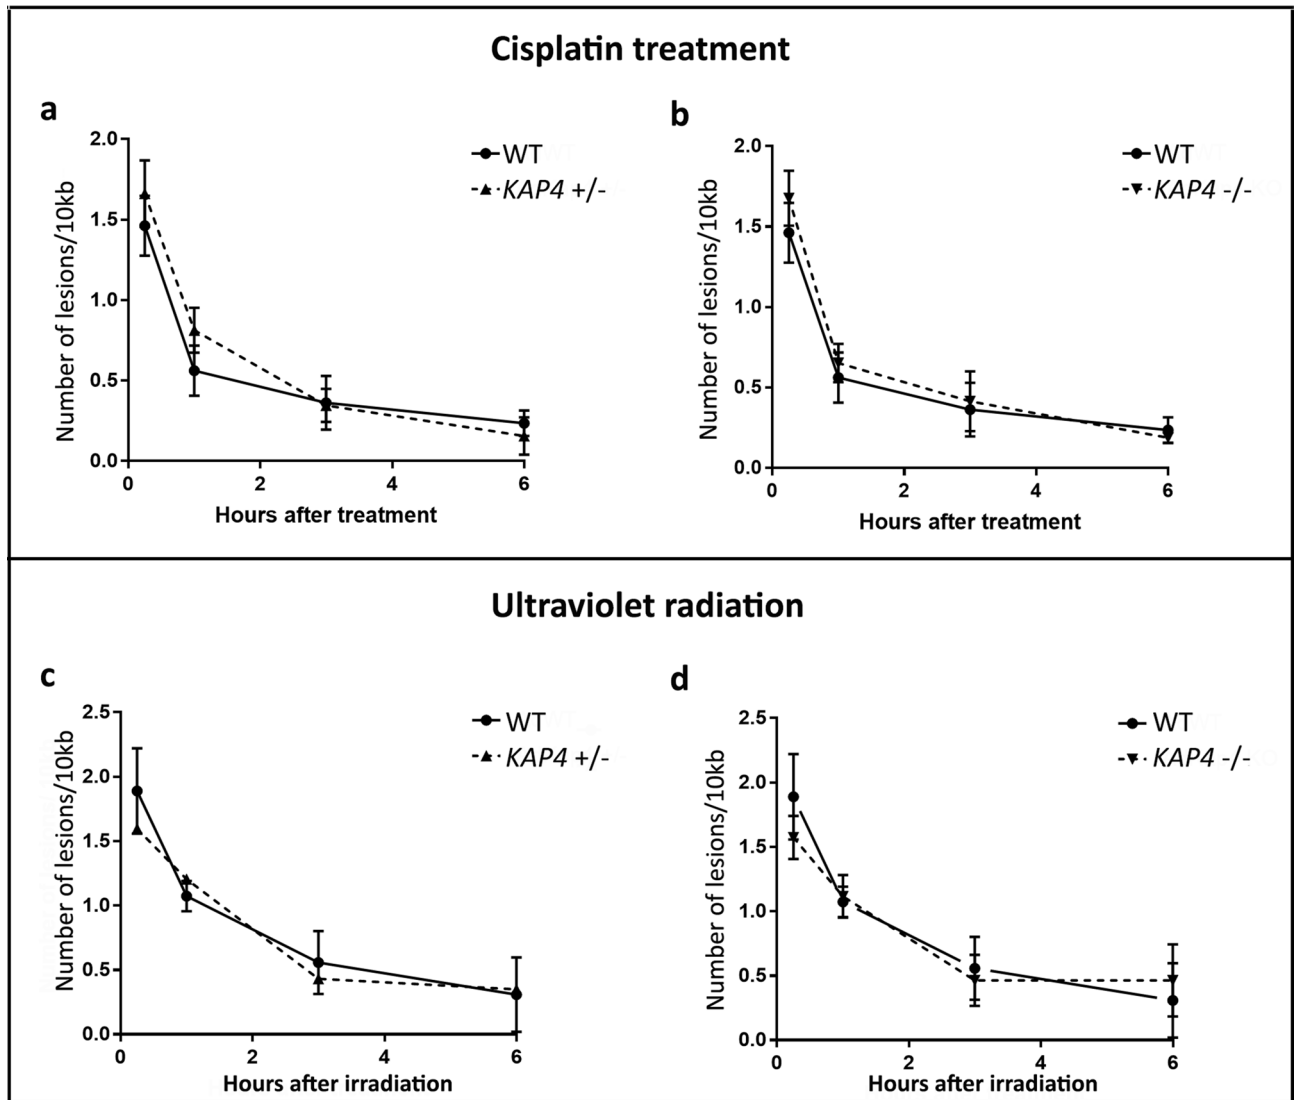 Cisplatin treatment
a
Number of lesions/10kb
2.0
1.5
1.0
0.5
0.0
0 2 4 6
Hours after treatment
WT
KAP4 +/-
b
Number of lesions/10kb
2.0
1.5
1.0
0.5
0.0
0 2 4 6
Hours after treatment
WT
KAP4 -/-
Ultraviolet radiation
c
Number of lesions/10kb
2.5
2.0
1.5
1.0
0.5
0.0
0 2 4 6
Hours after irradiation
WT
KAP4 +/-
d
Number of lesions/10kb
2.5
2.0
1.5
1.0
0.5
0.0
0 2 4 6
Hours after irradiation
WT
KAP4 -/-